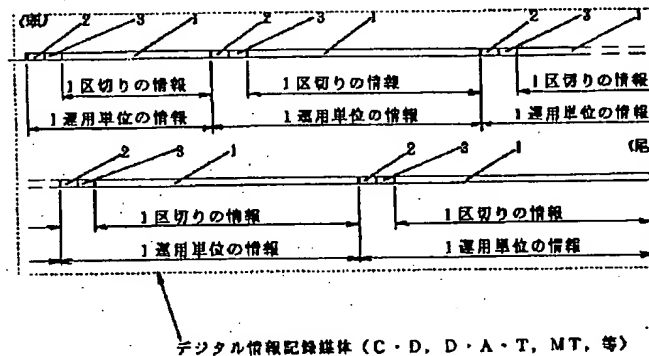 (頭) 2 3 1 2 3 1 2 3 1
1区切りの情報 1区切りの情報 1区切りの情報
1運用単位の情報 1運用単位の情報 1運用単位の情報
2 3 1 2 3 1 (尾
1区切りの情報 1区切りの情報
1運用単位の情報 1運用単位の情報
デジタル情報記録媒体(C・D, D・A・T, MT, 等)